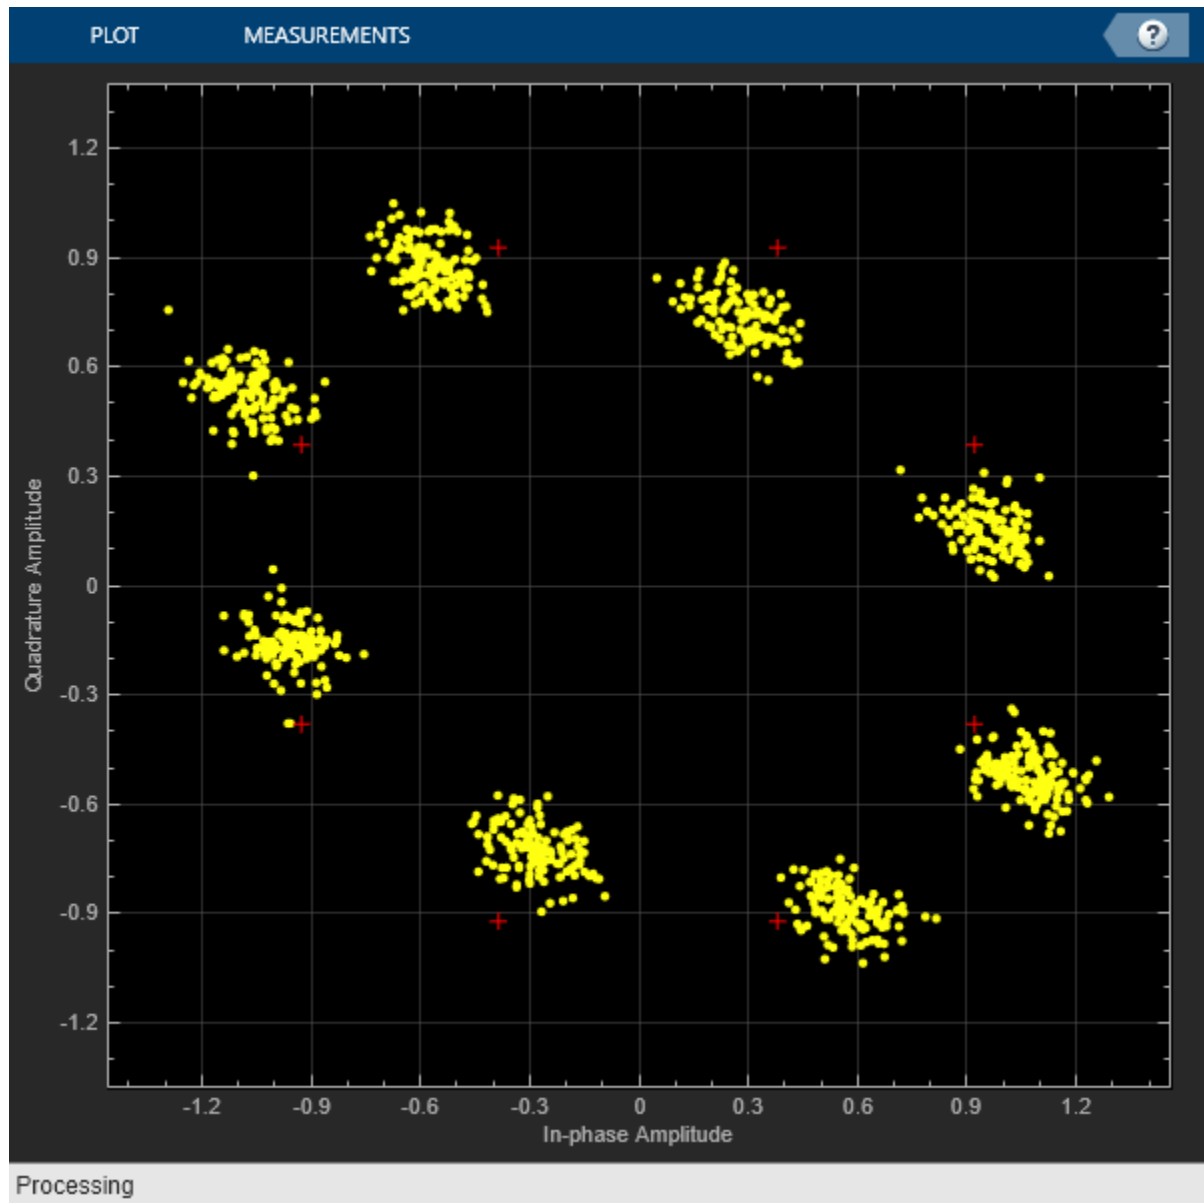 PLOT MEASUREMENTS ?
1.2
0.9
0.6
0.3
0
-0.3
-0.6
-0.9
-1.2
Quadrature Amplitude
-1.2 -0.9 -0.6 -0.3 0 0.3 0.6 0.9 1.2
In-phase Amplitude
Processing